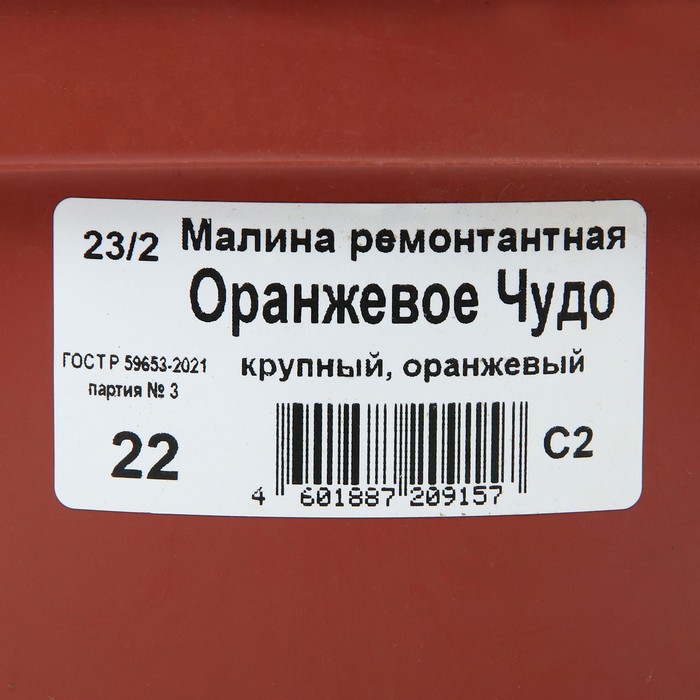 23/2 Малина ремонтантная
Оранжевое Чудо
ГОСТ Р 59653-2021 крупный, оранжевый
партия № 3
22 C2
4 601887 209157